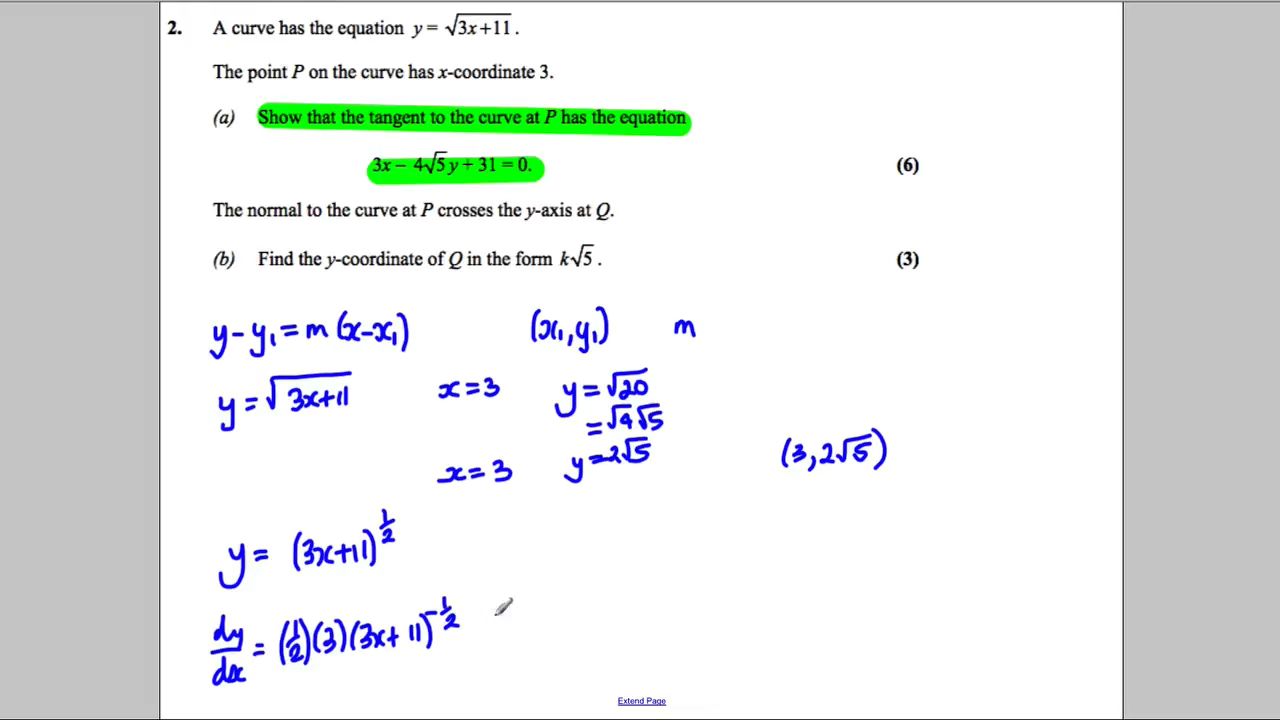 2. A curve has the equation y = √3x+11 .
The point P on the curve has x-coordinate 3.
(a) Show that the tangent to the curve at P has the equation
3x – 4√5 y + 31 = 0. (6)
The normal to the curve at P crosses the y-axis at Q.
(b) Find the y-coordinate of Q in the form k√5 . (3)
y – y₁ = m (x–x₁) (x₁, y₁) m
y = √3x+11 x = 3 y = √20
= √4√5
x = 3 y = 2√5 (3, 2√5)
y = (3x+11)^½
dy/dx = (½)(3)(3x+11)^-½
Extend Page